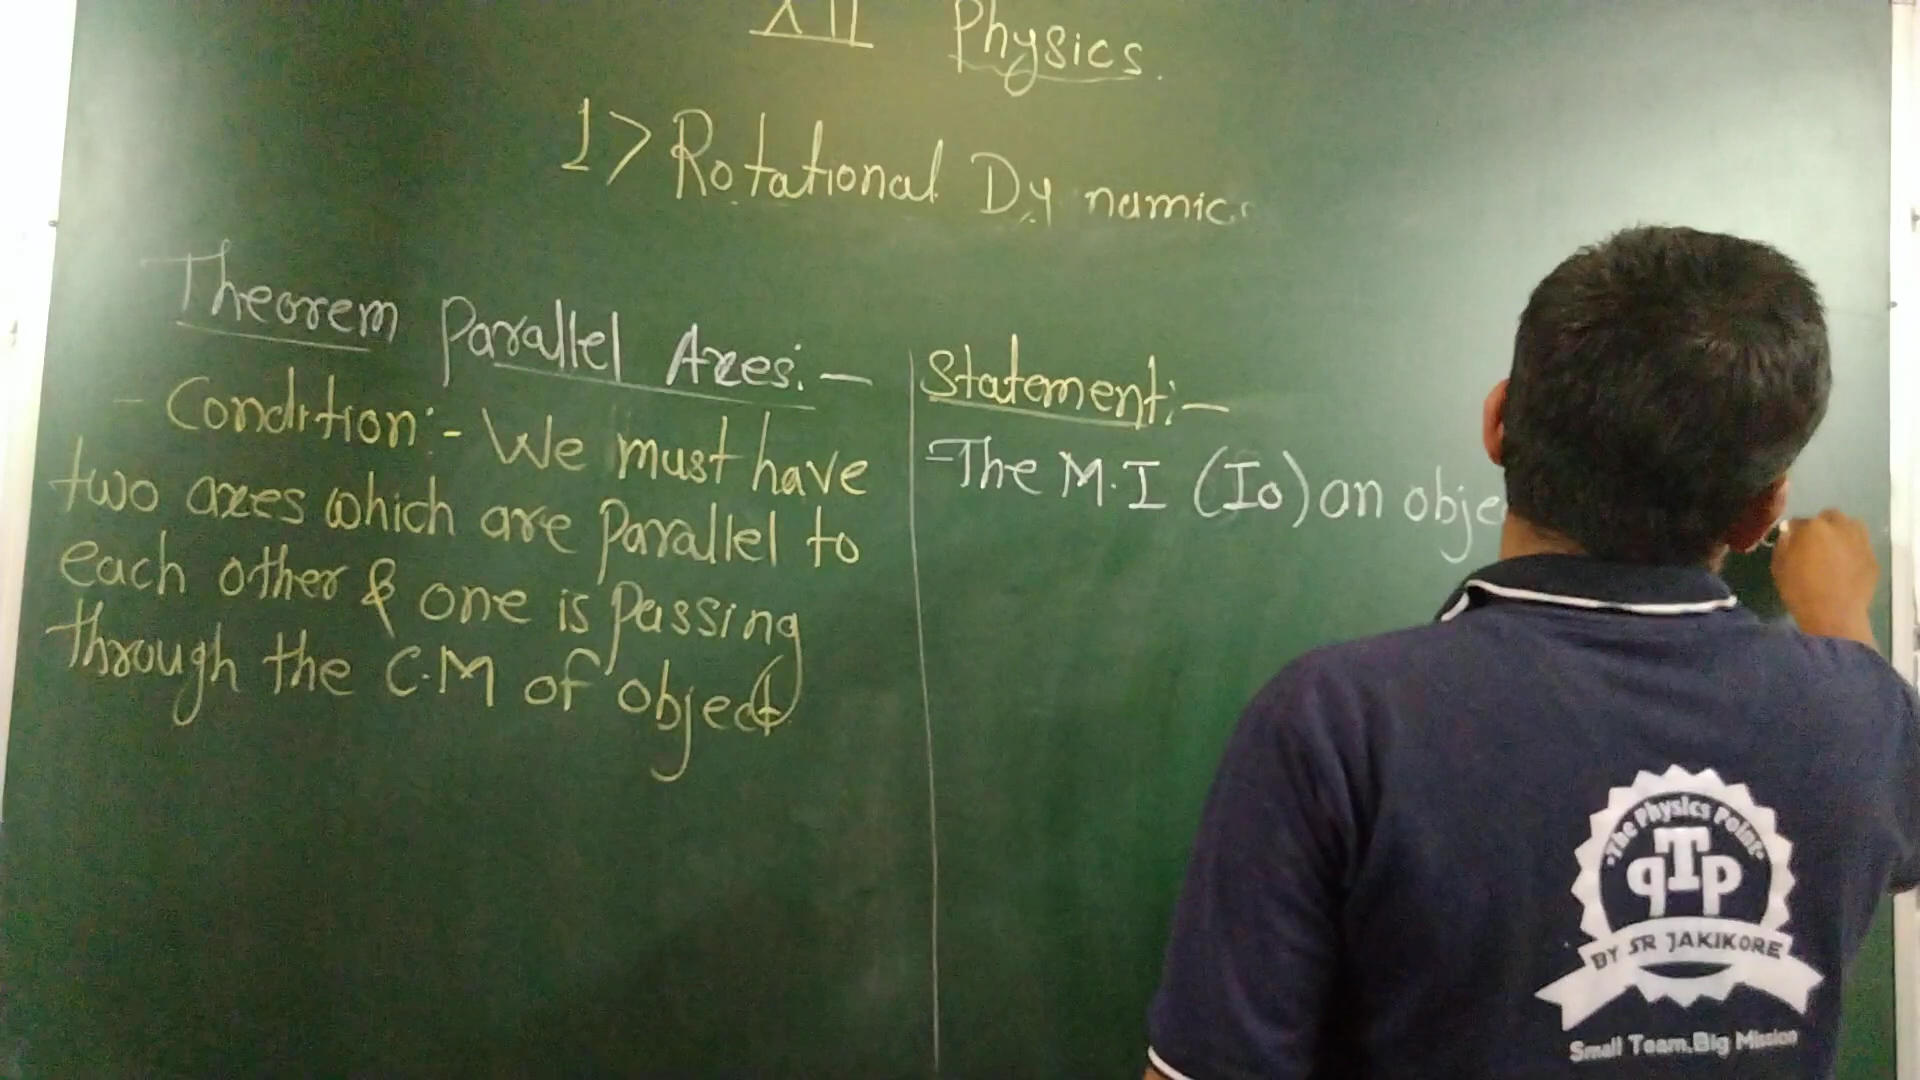 XII Physics.
1> Rotational Dynamic
Theorem Parallel Axes:-
- Condition:- We must have
two axes which are parallel to
each other & one is passing
through the C.M of object
Statement:-
-The M.I (Io) an obje
"The Physics Point"
qTp
BY SR JAKIKORE
Small Team.Big Mission